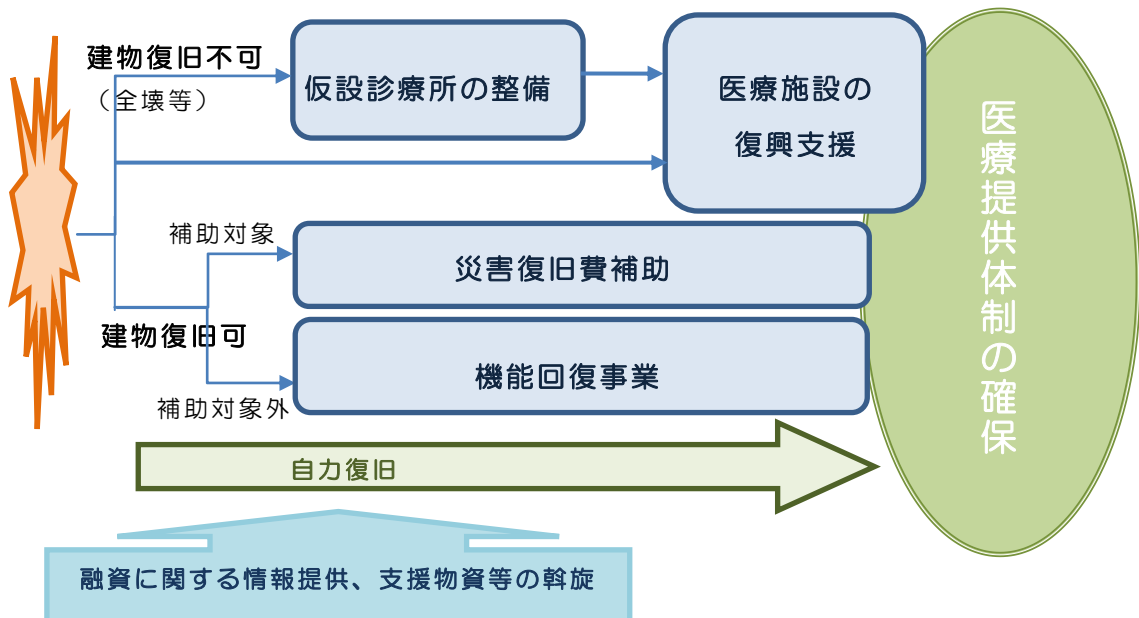 建物復旧不可
（全壊等）
仮設診療所の整備
医療施設の
復興支援
補助対象
災害復旧費補助
建物復旧可
機能回復事業
補助対象外
自力復旧
融資に関する情報提供、支援物資等の斡旋
医療提供体制の確保